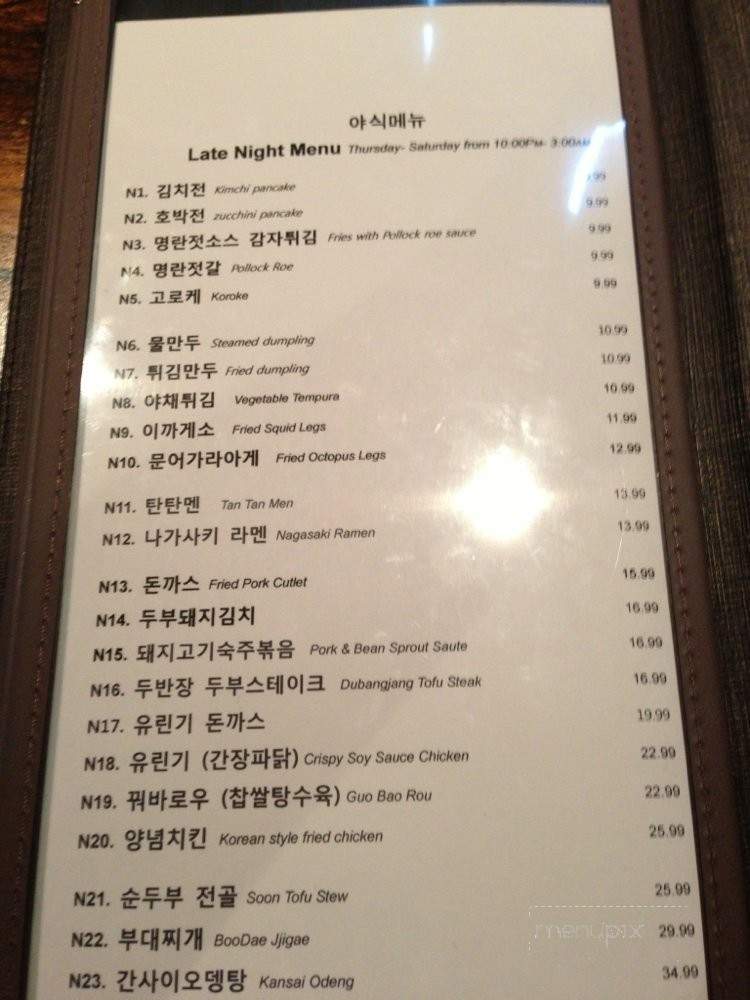 야식메뉴
Late Night Menu Thursday- Saturday from 10:00PM- 3:00AM
N1. 김치전 Kimchi pancake 9.99
N2. 호박전 zucchini pancake 9.99
N3. 명란젓소스 감자튀김 Fries with Pollock roe sauce 9.99
N4. 명란젓갈 Pollock Roe 9.99
N5. 고로케 Koroke 9.99
N6. 물만두 Steamed dumpling 10.99
N7. 튀김만두 Fried dumpling 10.99
N8. 야채튀김 Vegetable Tempura 10.99
N9. 이까게소 Fried Squid Legs 11.99
N10. 문어가라아게 Fried Octopus Legs 12.99
N11. 탄탄멘 Tan Tan Men 13.99
N12. 나가사키 라멘 Nagasaki Ramen 13.99
N13. 돈까스 Fried Pork Cutlet 15.99
N14. 두부돼지김치 16.99
N15. 돼지고기숙주볶음 Pork & Bean Sprout Saute 16.99
N16. 두반장 두부스테이크 Dubangjang Tofu Steak 16.99
N17. 유린기 돈까스 19.99
N18. 유린기 (간장파닭) Crispy Soy Sauce Chicken 22.99
N19. 꿔바로우 (찹쌀탕수육) Guo Bao Rou 22.99
N20. 양념치킨 Korean style fried chicken 25.99
N21. 순두부 전골 Soon Tofu Stew 25.99
N22. 부대찌개 BooDae Jjigae 29.99
N23. 간사이오뎅탕 Kansai Odeng 34.99
menupix